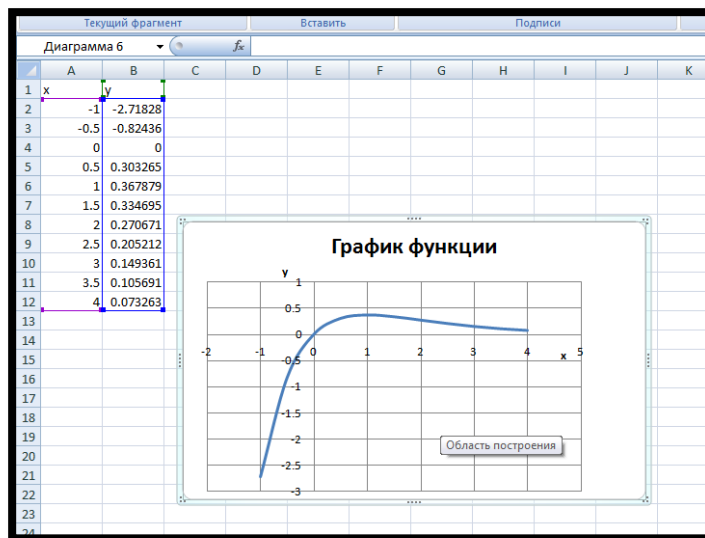 Текущий фрагмент Вставить Подписи
Диаграмма 6 fx
A B C D E F G H I J K
1 x y
2 -1 -2.71828
3 -0.5 -0.82436
4 0 0
5 0.5 0.303265
6 1 0.367879
7 1.5 0.334695
8 2 0.270671
9 2.5 0.205212
10 3 0.149361
11 3.5 0.105691
12 4 0.073263
13
14
15
16
17
18
19
20
21
22
23
24
График функции
y
1
0.5
0
-2 -1 0 1 2 3 4 x 5
-0.5
-1
-1.5
-2
Область построения
-2.5
-3